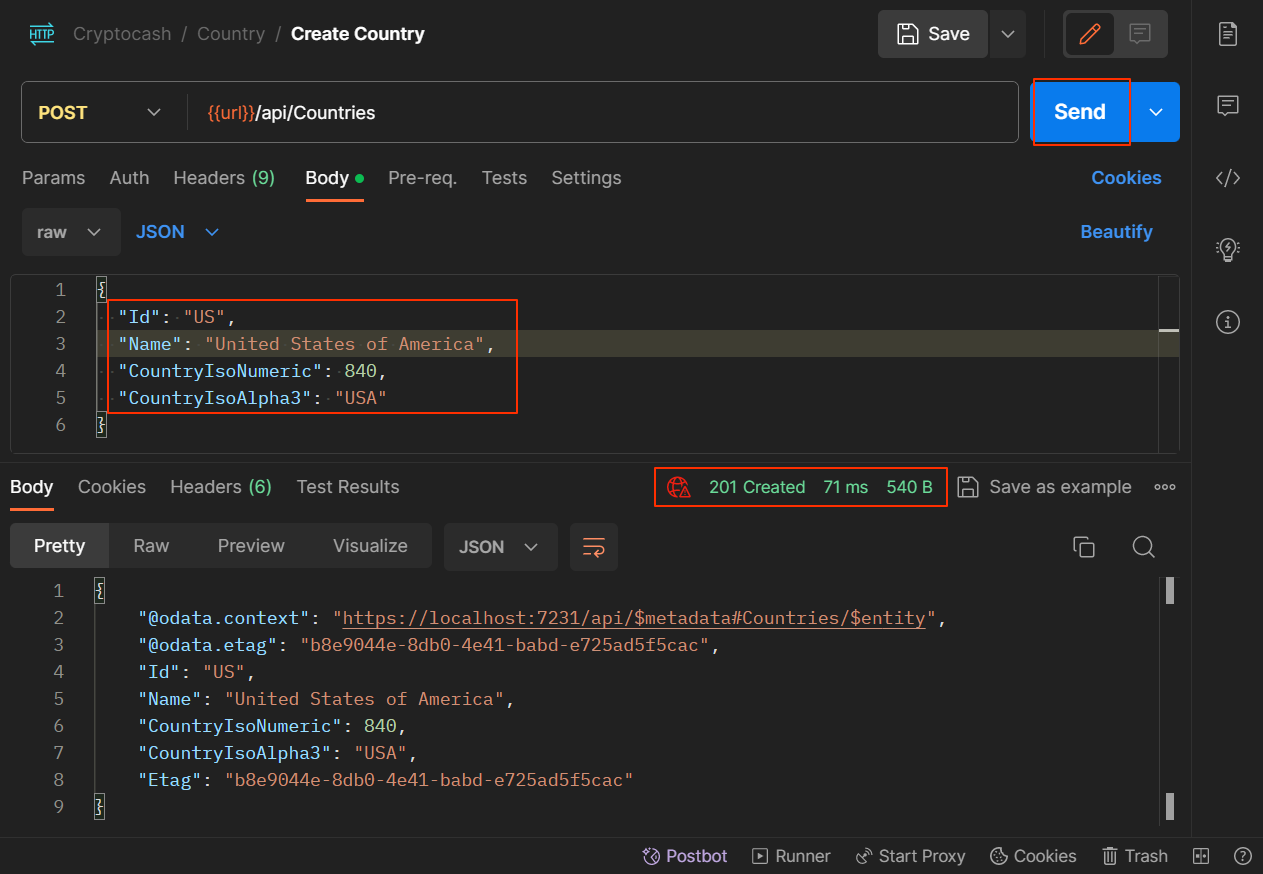 HTTP Cryptocash / Country / Create Country Save
POST {{url}}/api/Countries Send
Params Auth Headers (9) Body Pre-req. Tests Settings Cookies
raw JSON Beautify
1 {
2 "Id": "US",
3 "Name": "United States of America",
4 "CountryIsoNumeric": 840,
5 "CountryIsoAlpha3": "USA"
6 }
Body Cookies Headers (6) Test Results 201 Created 71 ms 540 B Save as example
Pretty Raw Preview Visualize JSON
1 {
2 "@odata.context": "https://localhost:7231/api/$metadata#Countries/$entity",
3 "@odata.etag": "b8e9044e-8db0-4e41-babd-e725ad5f5cac",
4 "Id": "US",
5 "Name": "United States of America",
6 "CountryIsoNumeric": 840,
7 "CountryIsoAlpha3": "USA",
8 "Etag": "b8e9044e-8db0-4e41-babd-e725ad5f5cac"
9 }
Postbot Runner Start Proxy Cookies Trash